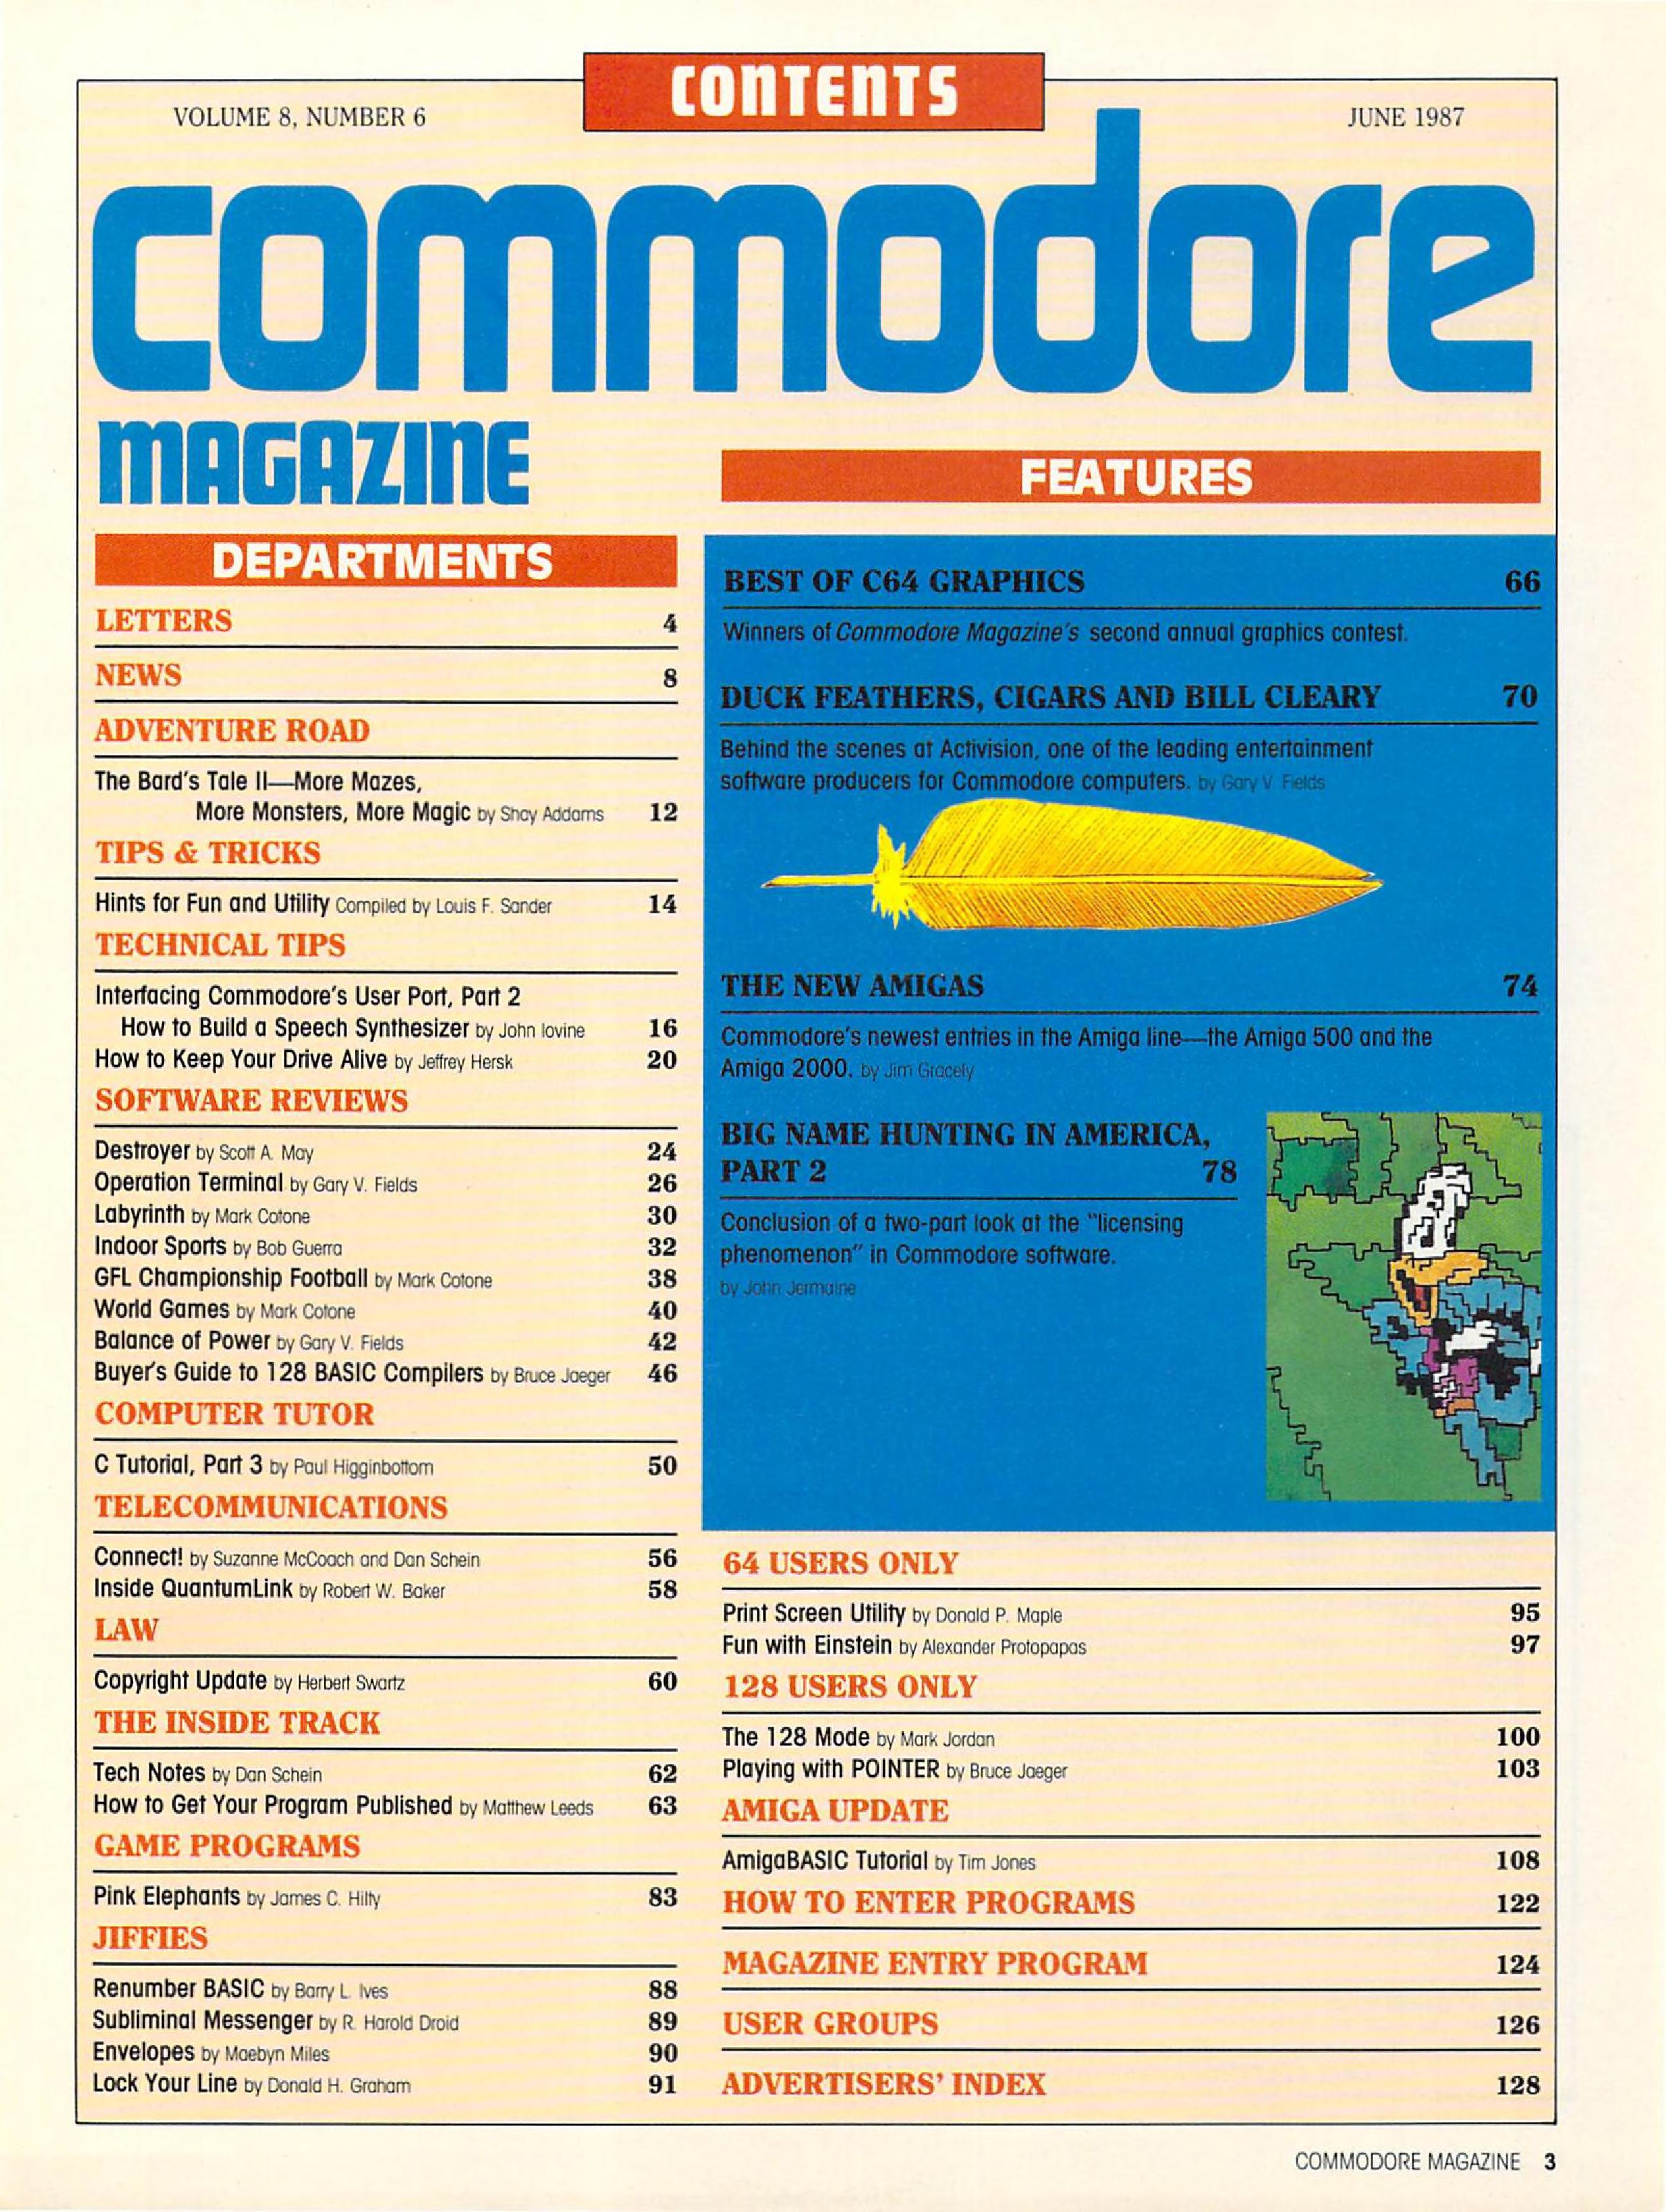 CONTENTS
VOLUME 8, NUMBER 6
JUNE 1987
commodore
MAGAZINE
DEPARTMENTS
LETTERS 4
NEWS 8
ADVENTURE ROAD
The Bard's Tale II—More Mazes,
More Monsters, More Magic by Shay Addams 12
TIPS & TRICKS
Hints for Fun and Utility Compiled by Louis F. Sander 14
TECHNICAL TIPS
Interfacing Commodore's User Port, Part 2
How to Build a Speech Synthesizer by John Iovine 16
How to Keep Your Drive Alive by Jeffrey Hersk 20
SOFTWARE REVIEWS
Destroyer by Scott A. May 24
Operation Terminal by Gary V. Fields 26
Labyrinth by Mark Cotone 30
Indoor Sports by Bob Guerra 32
GFL Championship Football by Mark Cotone 38
World Games by Mark Cotone 40
Balance of Power by Gary V. Fields 42
Buyer's Guide to 128 BASIC Compilers by Bruce Jaeger 46
COMPUTER TUTOR
C Tutorial, Part 3 by Paul Higginbottom 50
TELECOMMUNICATIONS
Connect! by Suzanne McCoach and Dan Schein 56
Inside QuantumLink by Robert W. Baker 58
LAW
Copyright Update by Herbert Swartz 60
THE INSIDE TRACK
Tech Notes by Dan Schein 62
How to Get Your Program Published by Matthew Leeds 63
GAME PROGRAMS
Pink Elephants by James C. Hilty 83
JIFFIES
Renumber BASIC by Barry L. Ives 88
Subliminal Messenger by R. Harold Droid 89
Envelopes by Maebyn Miles 90
Lock Your Line by Donald H. Graham 91
FEATURES
BEST OF C64 GRAPHICS 66
Winners of Commodore Magazine's second annual graphics contest.
DUCK FEATHERS, CIGARS AND BILL CLEARY 70
Behind the scenes at Activision, one of the leading entertainment
software producers for Commodore computers. by Gary V. Fields
THE NEW AMIGAS 74
Commodore's newest entries in the Amiga line—the Amiga 500 and the
Amiga 2000. by Jim Gracely
BIG NAME HUNTING IN AMERICA,
PART 2 78
Conclusion of a two-part look at the "licensing
phenomenon" in Commodore software.
by John Jermaine
64 USERS ONLY
Print Screen Utility by Donald P. Maple 95
Fun with Einstein by Alexander Protopapas 97
128 USERS ONLY
The 128 Mode by Mark Jordan 100
Playing with POINTER by Bruce Jaeger 103
AMIGA UPDATE
AmigaBASIC Tutorial by Tim Jones 108
HOW TO ENTER PROGRAMS 122
MAGAZINE ENTRY PROGRAM 124
USER GROUPS 126
ADVERTISERS' INDEX 128
COMMODORE MAGAZINE 3